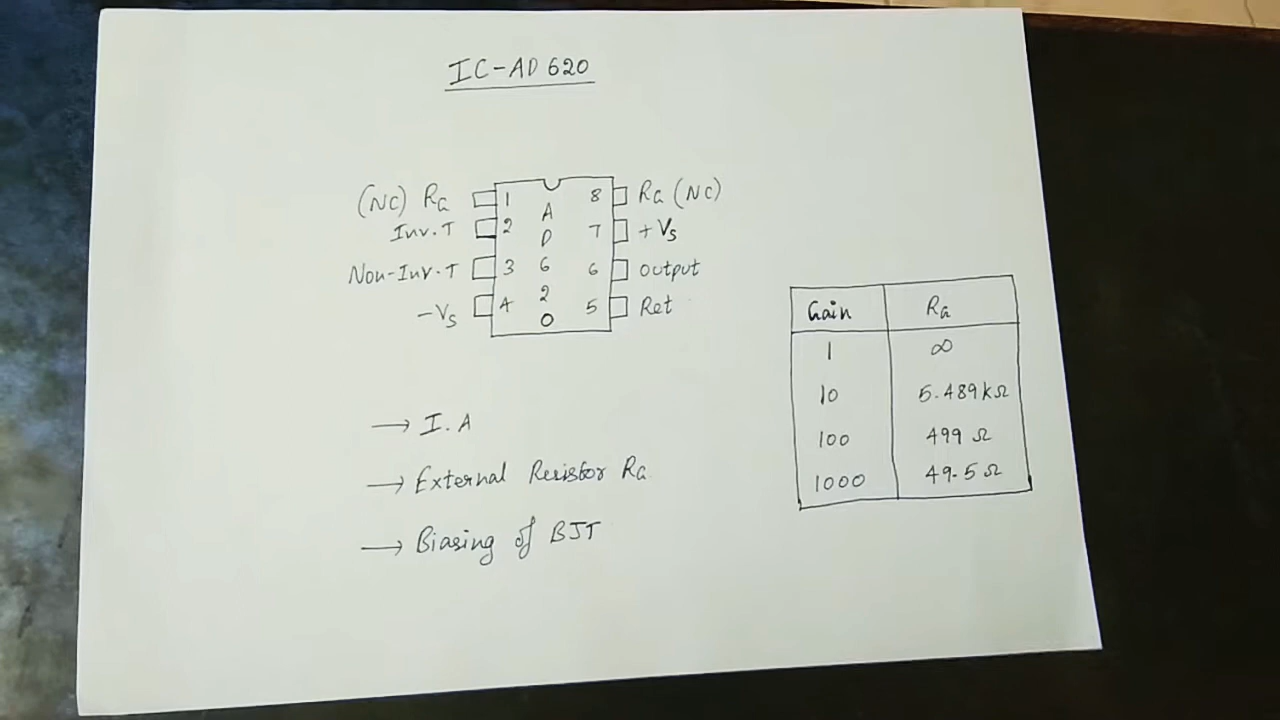 IC-AD620
(NC) RG 1 8 RG (NC)
Inv.T 2 7 +VS
Non-Inv.T 3 6 Output
-VS 4 5 Ref
A
D
6
2
0
Gain RG
1 ∞
10 5.489kΩ
100 499 Ω
1000 49.5Ω
→ I.A
→ External Resistor RG
→ Biasing of BJT